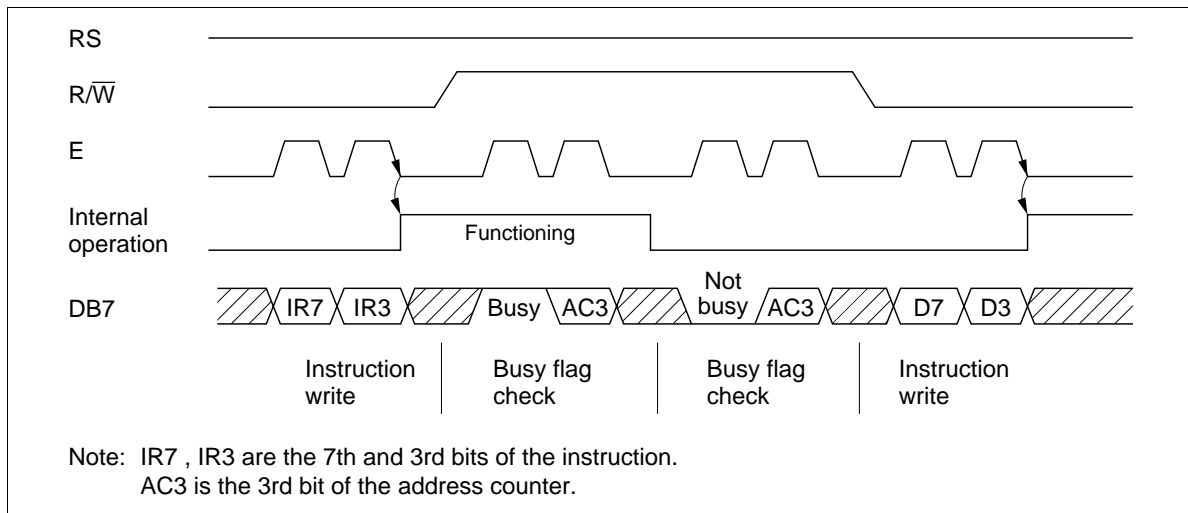 RS
R/W̅
E
Internal
operation
Functioning
DB7
IR7
IR3
Busy
AC3
Not
busy
AC3
D7
D3
Instruction
write
Busy flag
check
Busy flag
check
Instruction
write
Note: IR7 , IR3 are the 7th and 3rd bits of the instruction.
AC3 is the 3rd bit of the address counter.